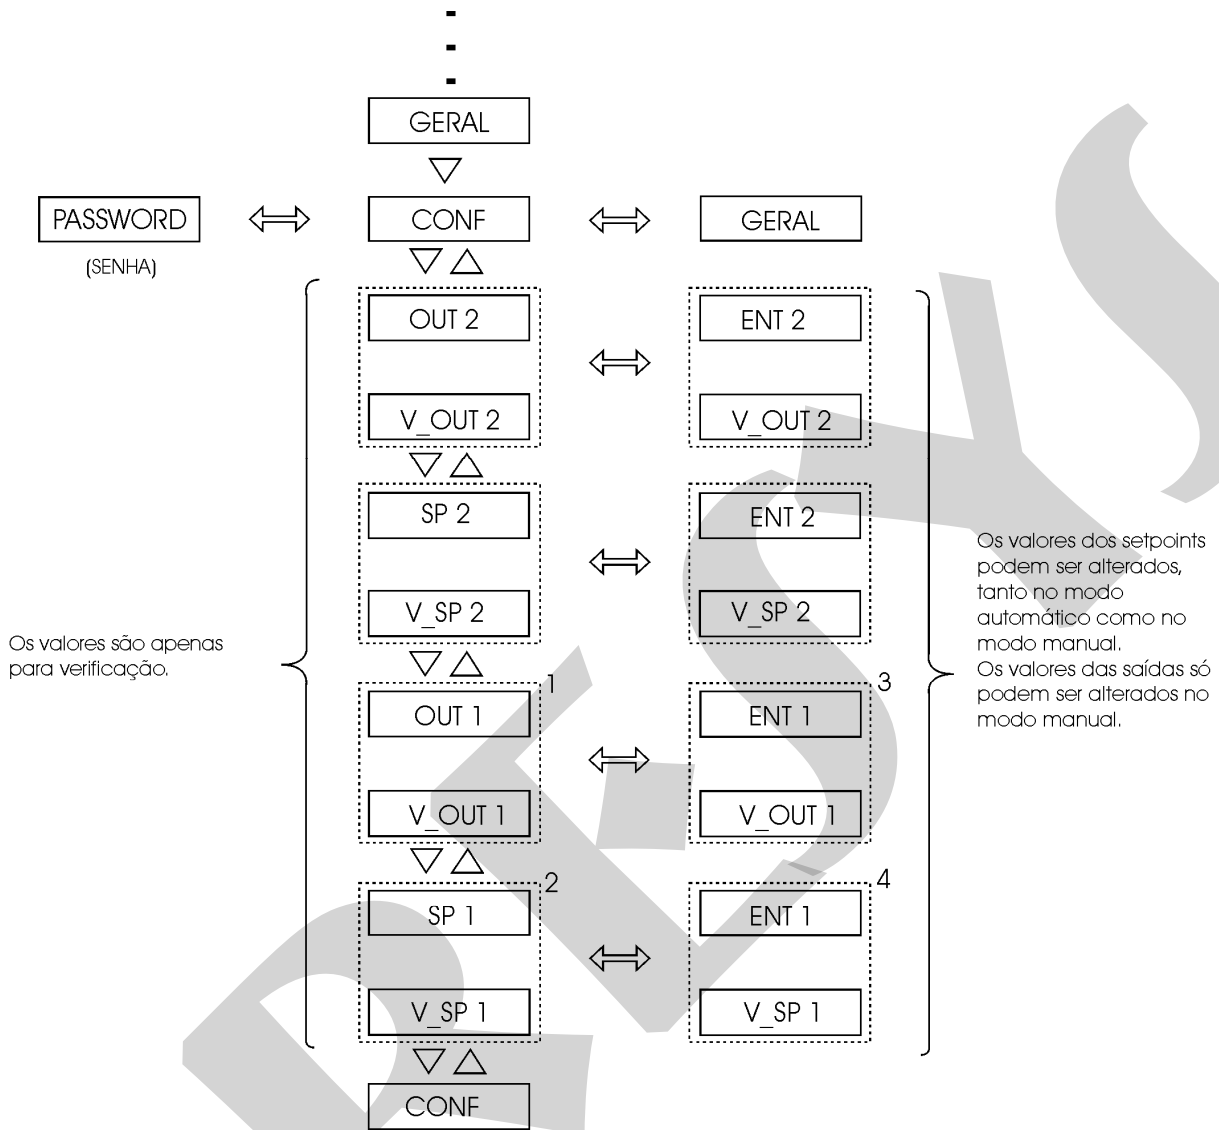 GERAL
PASSWORD
CONF
GERAL
(SENHA)
OUT 2
ENT 2
V_OUT 2
V_OUT 2
SP 2
ENT 2
V_SP 2
V_SP 2
Os valores são apenas
para verificação.
Os valores dos setpoints
podem ser alterados,
tanto no modo
automático como no
modo manual.
Os valores das saídas só
podem ser alterados no
modo manual.
1
OUT 1
3
ENT 1
V_OUT 1
V_OUT 1
2
SP 1
4
ENT 1
V_SP 1
V_SP 1
CONF
PRESYS